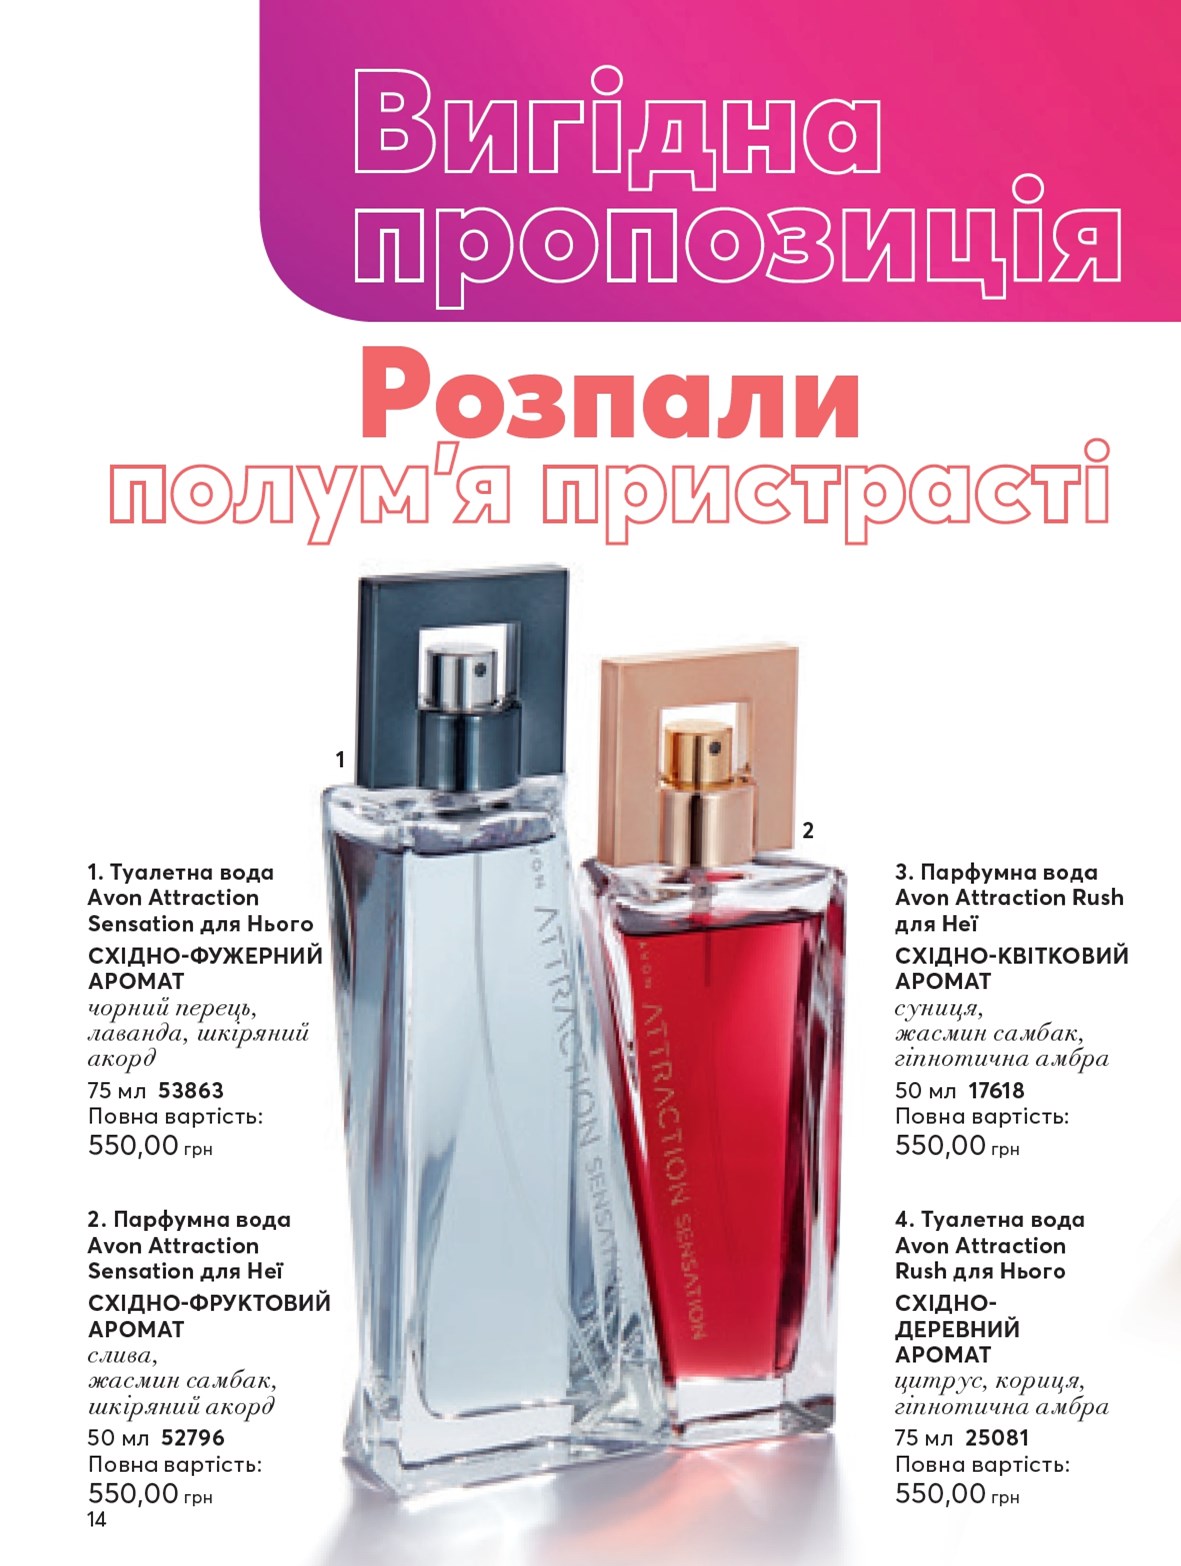 Вигідна
пропозиція
Розпали
полум'я пристрасті
1
2
AVON ATTRACTION SENSATION
AVON ATTRACTION SENSATION
1. Туалетна вода
Avon Attraction
Sensation для Нього
СХІДНО-ФУЖЕРНИЙ
АРОМАТ
чорний перець,
лаванда, шкіряний
акорд
75 мл 53863
Повна вартість:
550,00 грн
2. Парфумна вода
Avon Attraction
Sensation для Неї
СХІДНО-ФРУКТОВИЙ
АРОМАТ
слива,
жасмин самбак,
шкіряний акорд
50 мл 52796
Повна вартість:
550,00 грн
14
3. Парфумна вода
Avon Attraction Rush
для Неї
СХІДНО-КВІТКОВИЙ
АРОМАТ
суниця,
жасмин самбак,
гіпнотична амбра
50 мл 17618
Повна вартість:
550,00 грн
4. Туалетна вода
Avon Attraction
Rush для Нього
СХІДНО-
ДЕРЕВНИЙ
АРОМАТ
цитрус, кориця,
гіпнотична амбра
75 мл 25081
Повна вартість:
550,00 грн